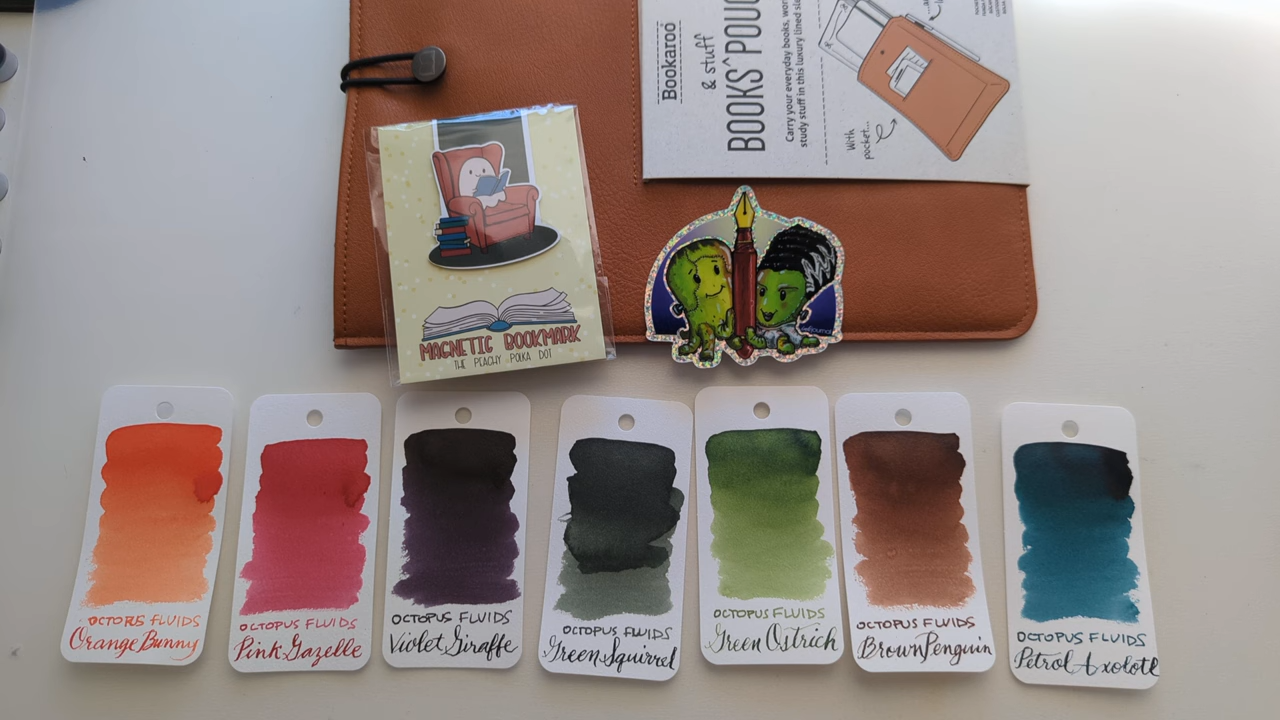 Bookaroo
& stuff
BOOKS^POUC
Carry your everyday books, wor
study stuff in this luxury lined sl
With
pocket...
MAGNETIC BOOKMARK
THE PEACHY POLKA DOT
OCTOPUS FLUIDS
Orange Bunny
OCTOPUS FLUIDS
Pink Gazelle
OCTOPUS FLUIDS
Violet Giraffe
OCTOPUS FLUIDS
Green Squirrel
OCTOPUS FLUIDS
Green Ostrich
OCTOPUS FLUIDS
Brown Penguin
OCTOPUS FLUIDS
Petrol Axolotl